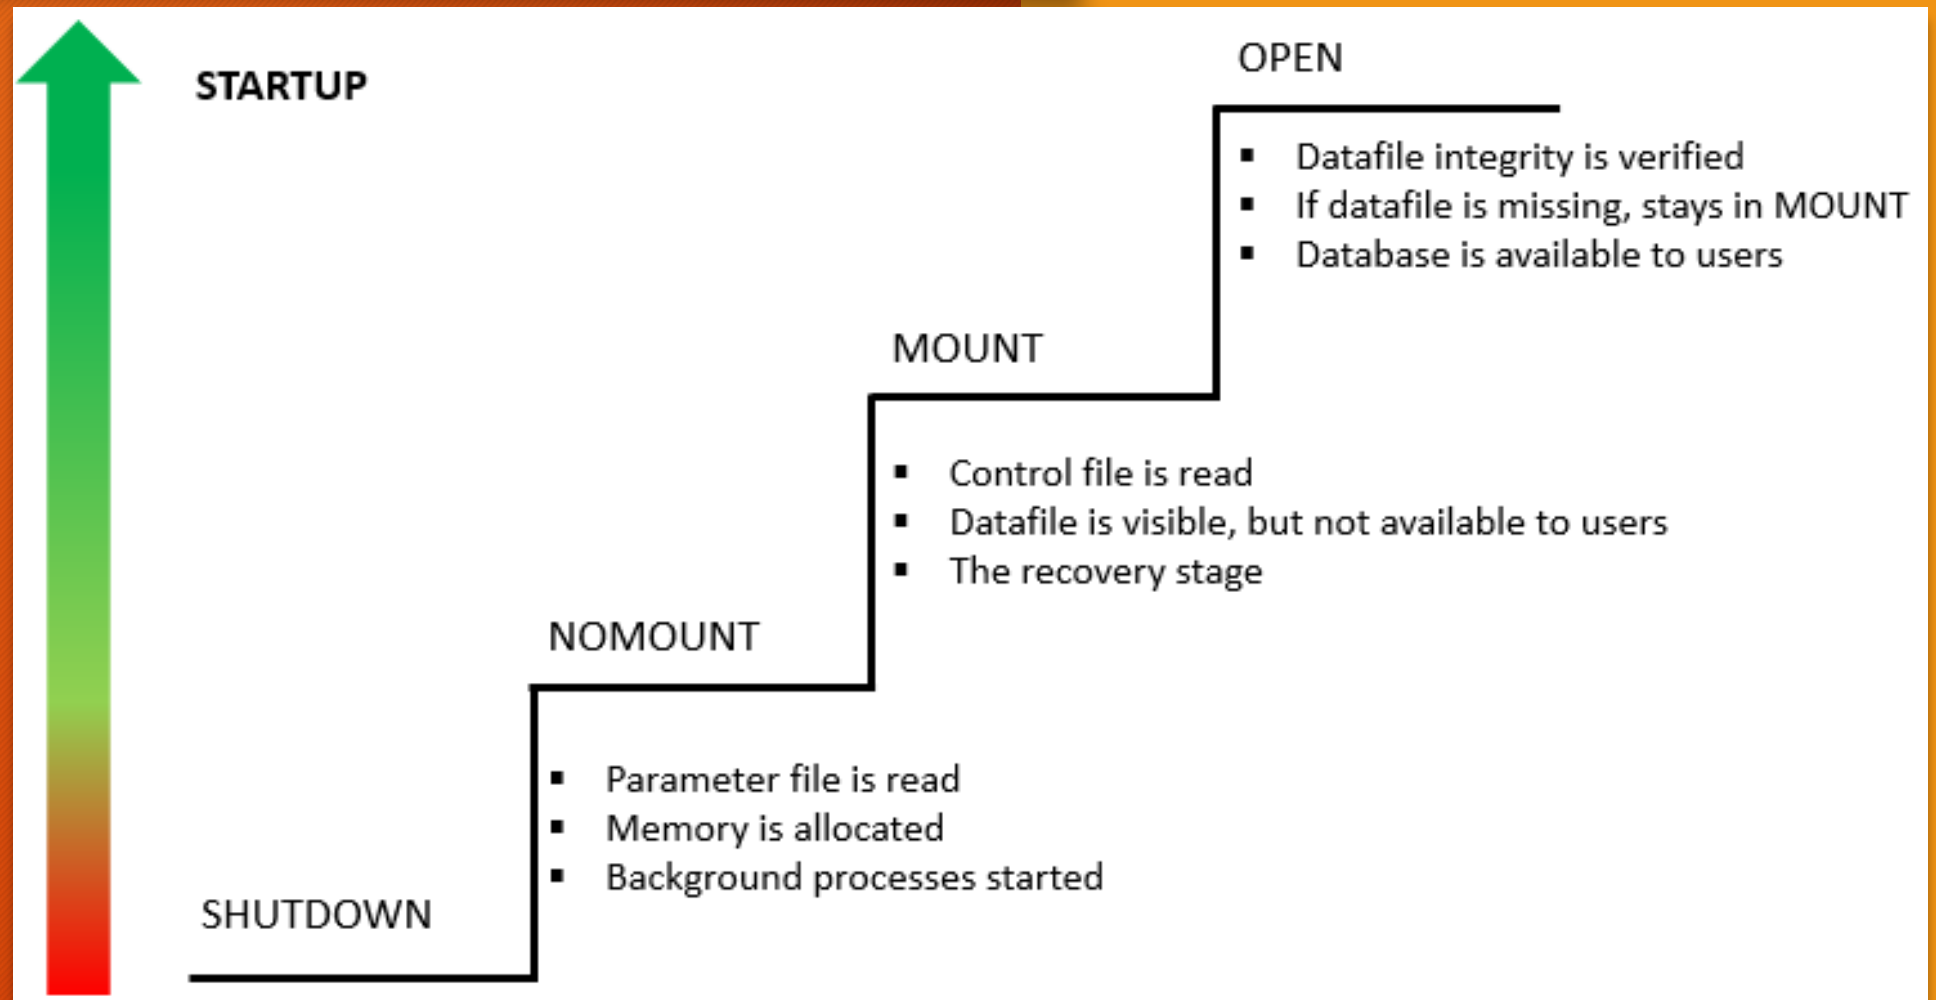 STARTUP
OPEN
▪ Datafile integrity is verified
▪ If datafile is missing, stays in MOUNT
▪ Database is available to users
MOUNT
▪ Control file is read
▪ Datafile is visible, but not available to users
▪ The recovery stage
NOMOUNT
▪ Parameter file is read
▪ Memory is allocated
▪ Background processes started
SHUTDOWN